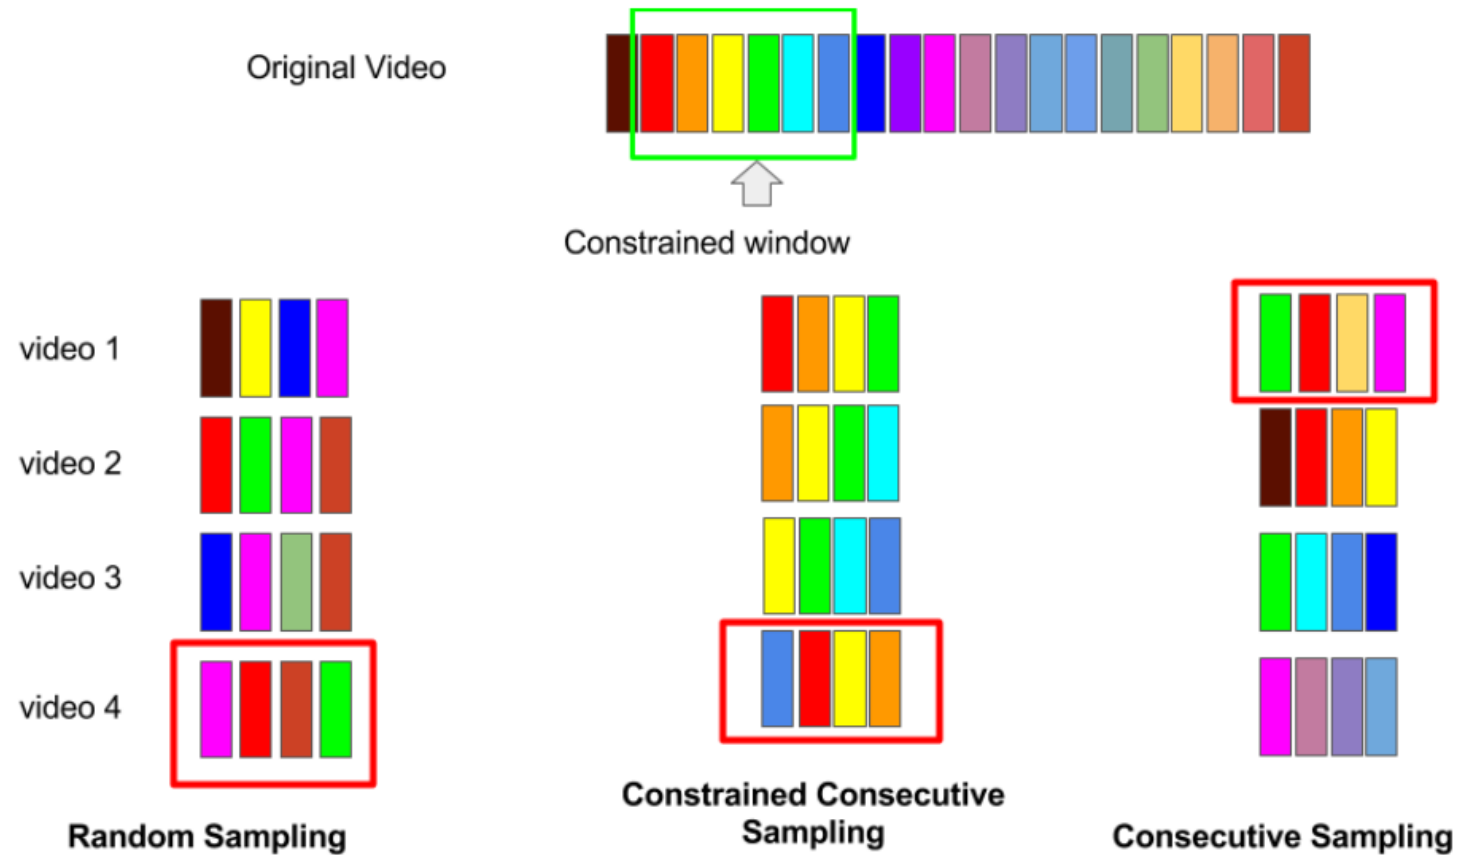 Original Video
Constrained window
video 1
video 2
video 3
video 4
Random Sampling
Constrained Consecutive
Sampling
Consecutive Sampling